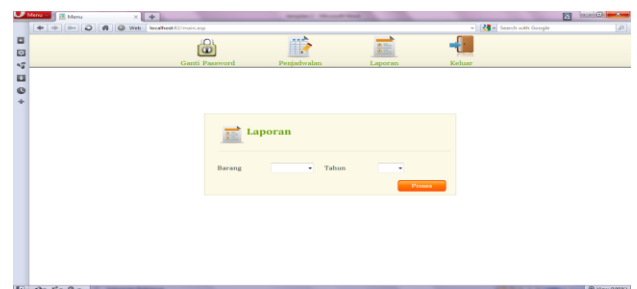 Menu
Menu
Web localhost
Search with Google
Ganti Password Penjadwalan Laporan Keluar
Laporan
Barang Tahun
Proses